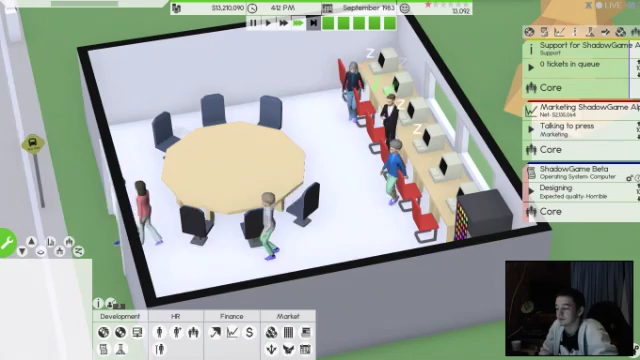 $13,210,090
4:12 PM
September 1983
13,092
LIVE
Support for ShadowGame Al
Support
0 tickets in queue
Core
Marketing ShadowGame Alp
Talking to press
Marketing
Core
ShadowGame Beta
Operating System: Computer
Designing
Expected quality: Horrible
Core
Z
Z
Z
Development
HR
Finance
Market